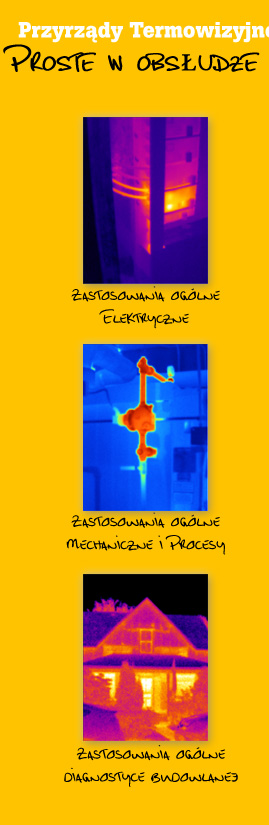 Przyrządy Termowizyjne
Proste w obsłudze
Zastosowania ogólne
Elektryczne
Zastosowania ogólne
Mechaniczne i Procesy
Zastosowania ogólne
diagnostyce budowlanej